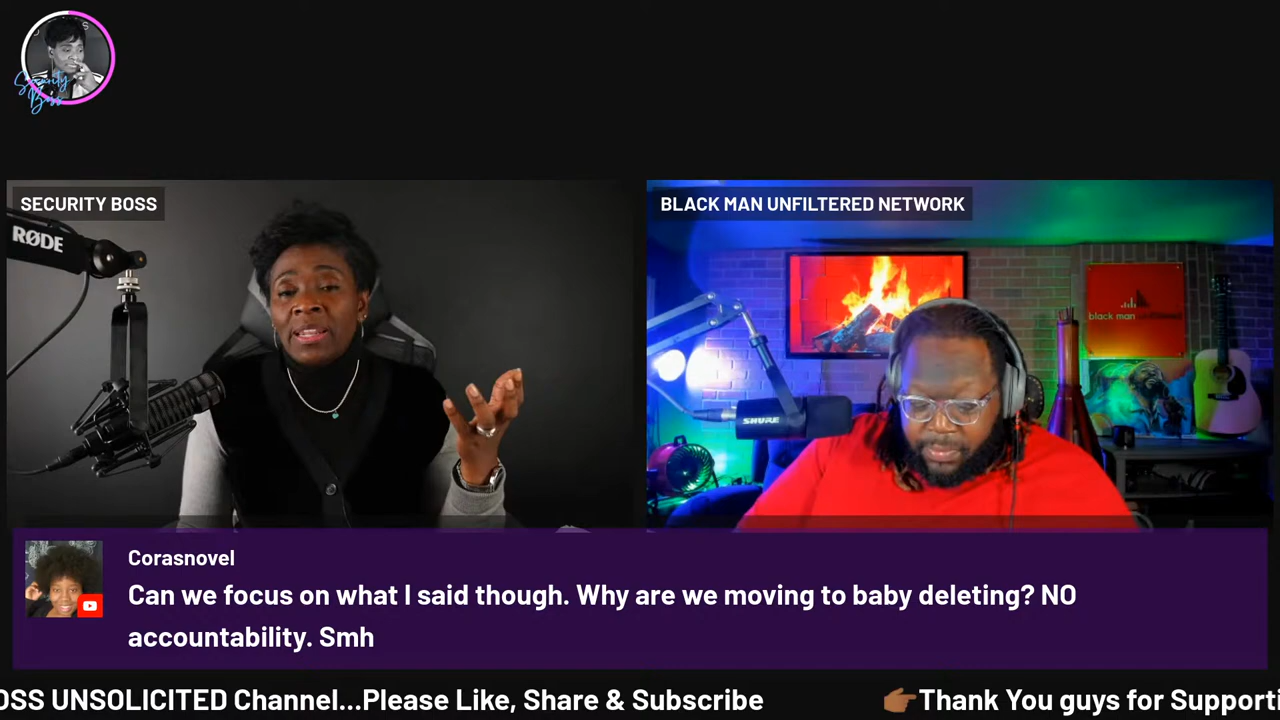 Security
Boss
SECURITY BOSS
BLACK MAN UNFILTERED NETWORK
RØDE
SHURE
black man
Corasnovel
Can we focus on what I said though. Why are we moving to baby deleting? NO
accountability. Smh
OSS UNSOLICITED Channel...Please Like, Share & Subscribe
👉🏾Thank You guys for Supporti